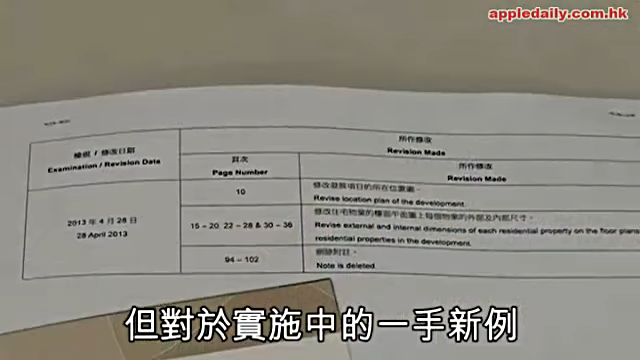 appledaily.com.hk
所作修改
Revision Made
檢視 / 修改日期
Examination / Revision Date
頁次
Page Number
所作修改
Revision Made
2013 年 4 月 28 日
28 April 2013
10
修改發展項目的所在位置圖。
Revise location plan of the development.
15 – 20, 22 – 28 & 30 – 36
修改住宅物業的樓面平面圖上每個物業的外部及內部尺寸。
Revise external and internal dimensions of each residential property on the floor plans
residential properties in the development.
94 – 102
刪除附註。
Note is deleted.
但對於實施中的一手新例